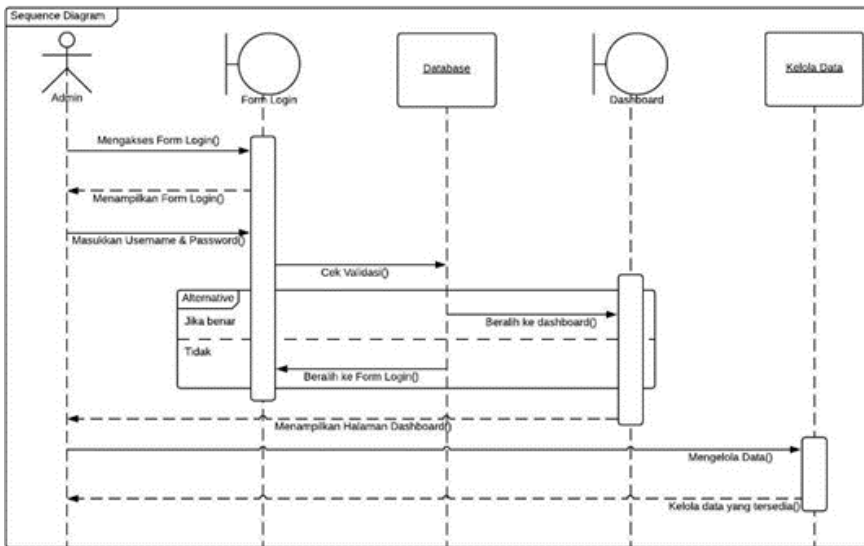 Sequence Diagram
Admin
Form Login
Database
Dashboard
Kelola Data
Mengakses Form Login()
Menampilkan Form Login()
Masukkan Username & Password()
Cek Validasi()
Alternative
Jika benar
Beralih ke dashboard()
Tidak
Beralih ke Form Login()
Menampilkan Halaman Dashboard()
Mengelola Data()
Kelola data yang tersedia()